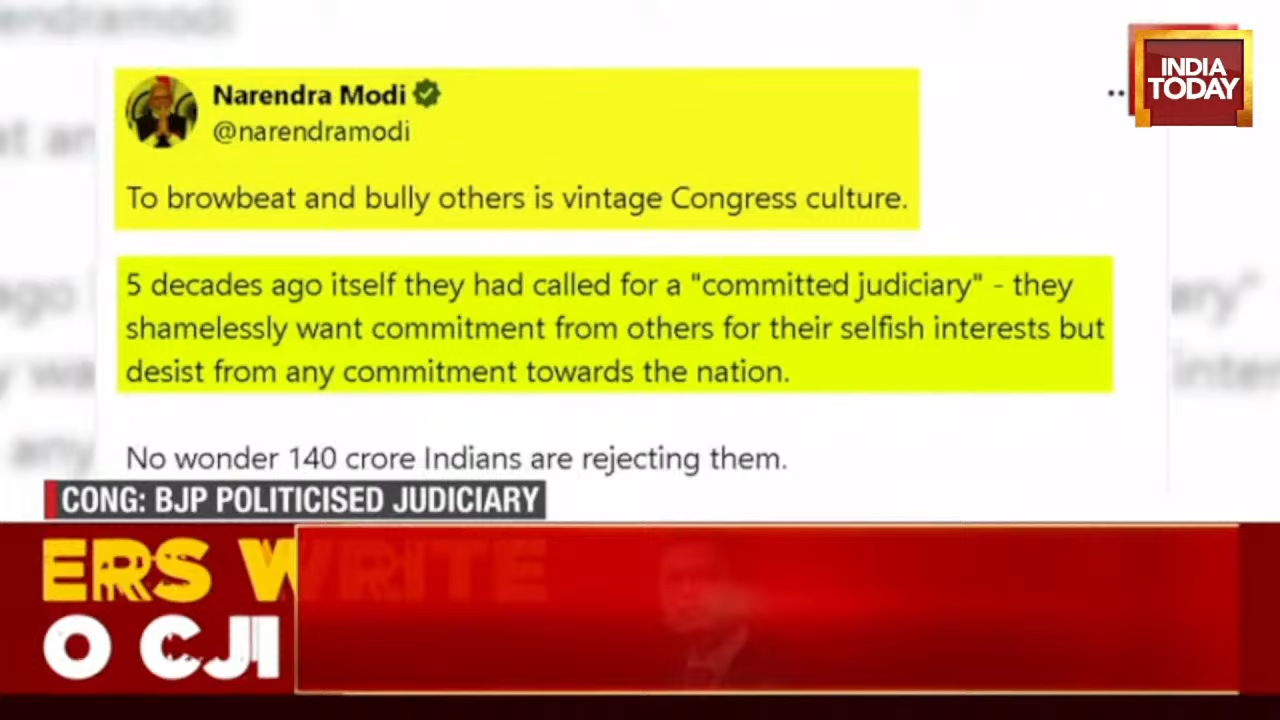 INDIA
TODAY
Narendra Modi
@narendramodi
To browbeat and bully others is vintage Congress culture.
5 decades ago itself they had called for a "committed judiciary" - they
shamelessly want commitment from others for their selfish interests but
desist from any commitment towards the nation.
No wonder 140 crore Indians are rejecting them.
CONG: BJP POLITICISED JUDICIARY
ERS WRITE
O CJI